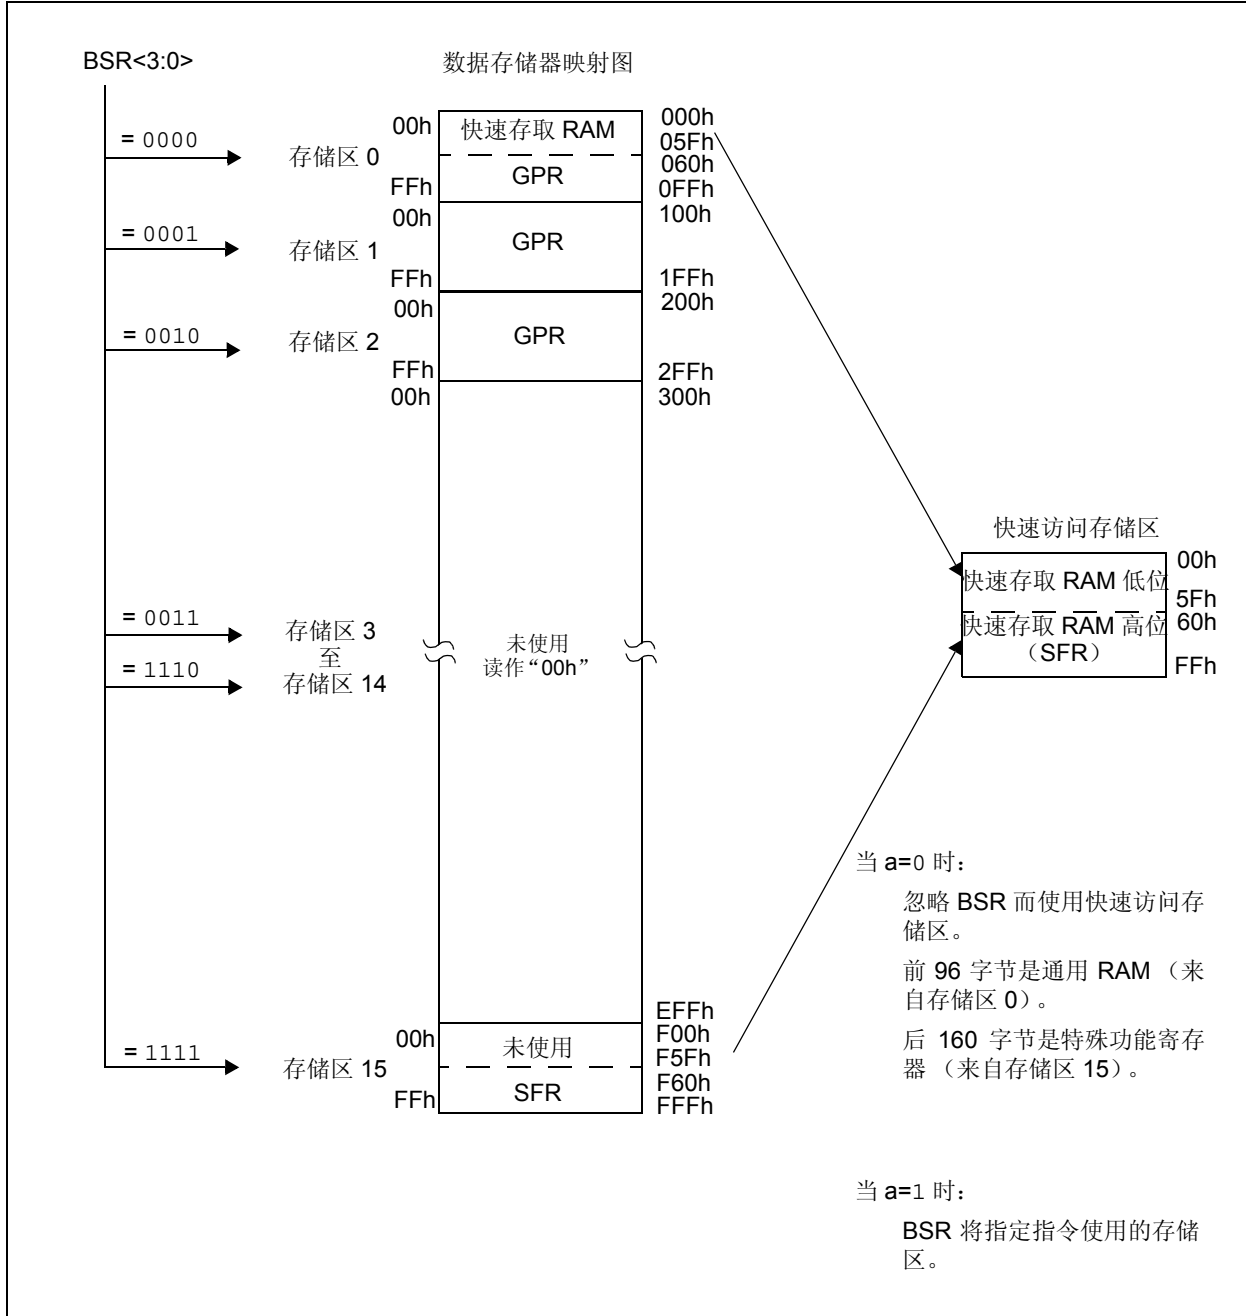 BSR<3:0>
数据存储器映射图
= 0000
存储区 0
00h
快速存取 RAM
000h
05Fh
060h
FFh
GPR
0FFh
= 0001
存储区 1
00h
GPR
100h
FFh
1FFh
= 0010
存储区 2
00h
GPR
200h
FFh
2FFh
00h
300h
快速访问存储区
快速存取 RAM 低位
00h
5Fh
快速存取 RAM 高位
(SFR)
60h
FFh
= 0011
存储区 3
至
= 1110
存储区 14
未使用
读作“00h”
当 a=0 时:
忽略 BSR 而使用快速访问存
储区。
前 96 字节是通用 RAM (来
自存储区 0)。
后 160 字节是特殊功能寄存
器 (来自存储区 15)。
EFFh
= 1111
存储区 15
00h
未使用
F00h
F5Fh
F60h
FFh
SFR
FFFh
当 a=1 时:
BSR 将指定指令使用的存储
区。